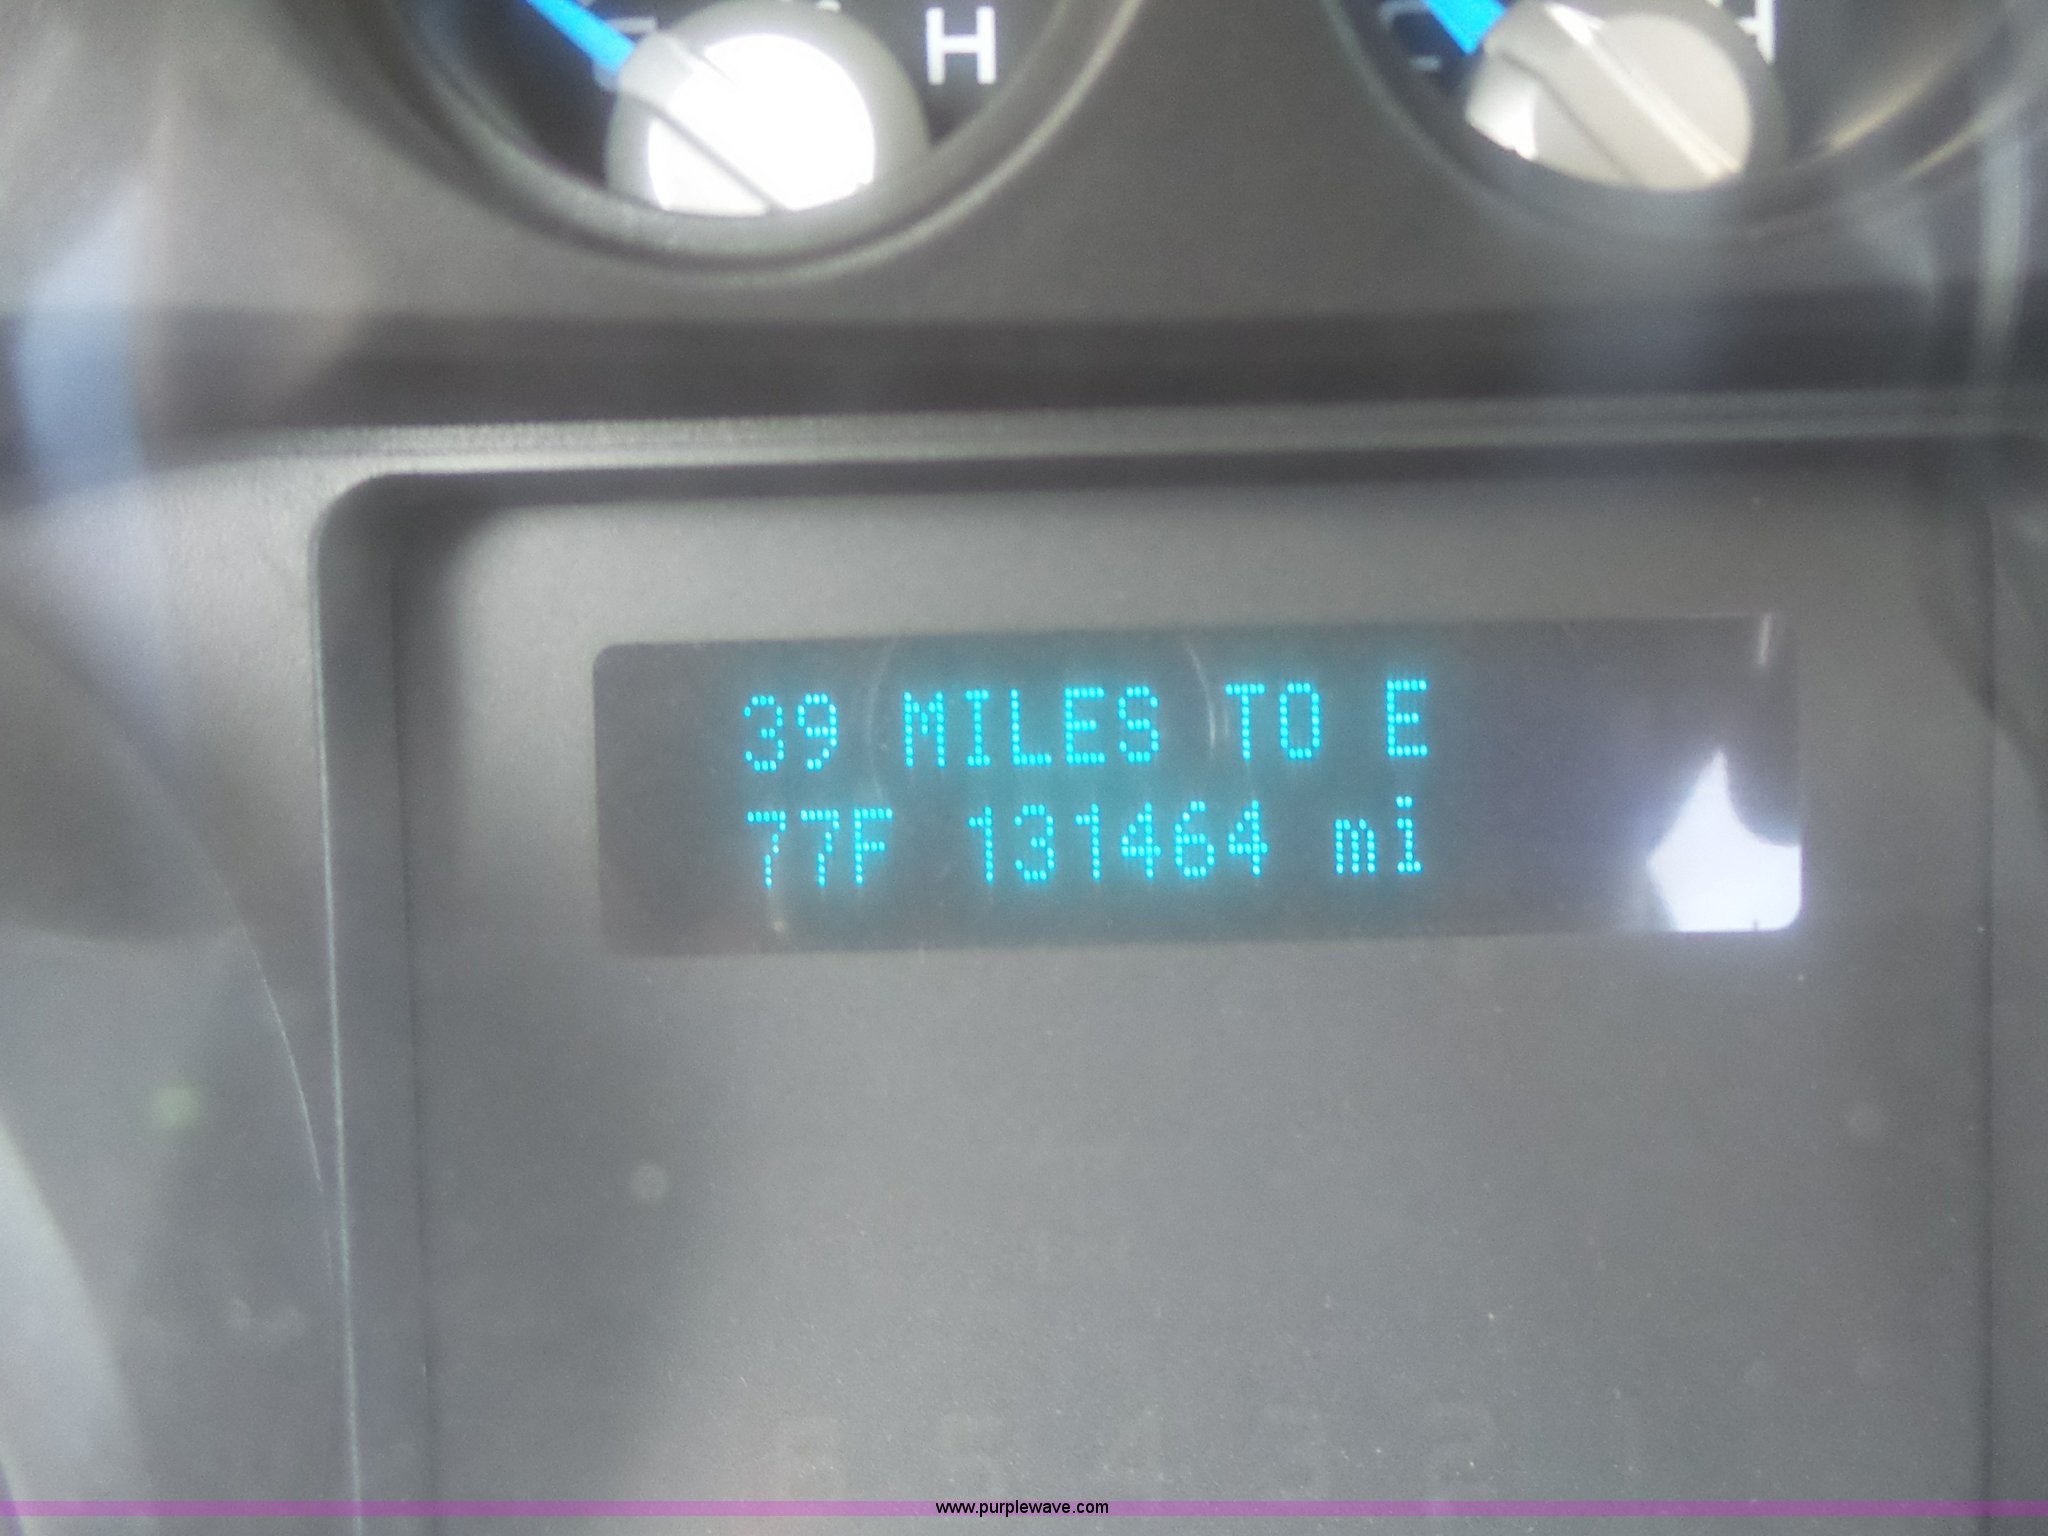 H
H
39 MILES TO E
77F 131464 mi
www.purplewave.com